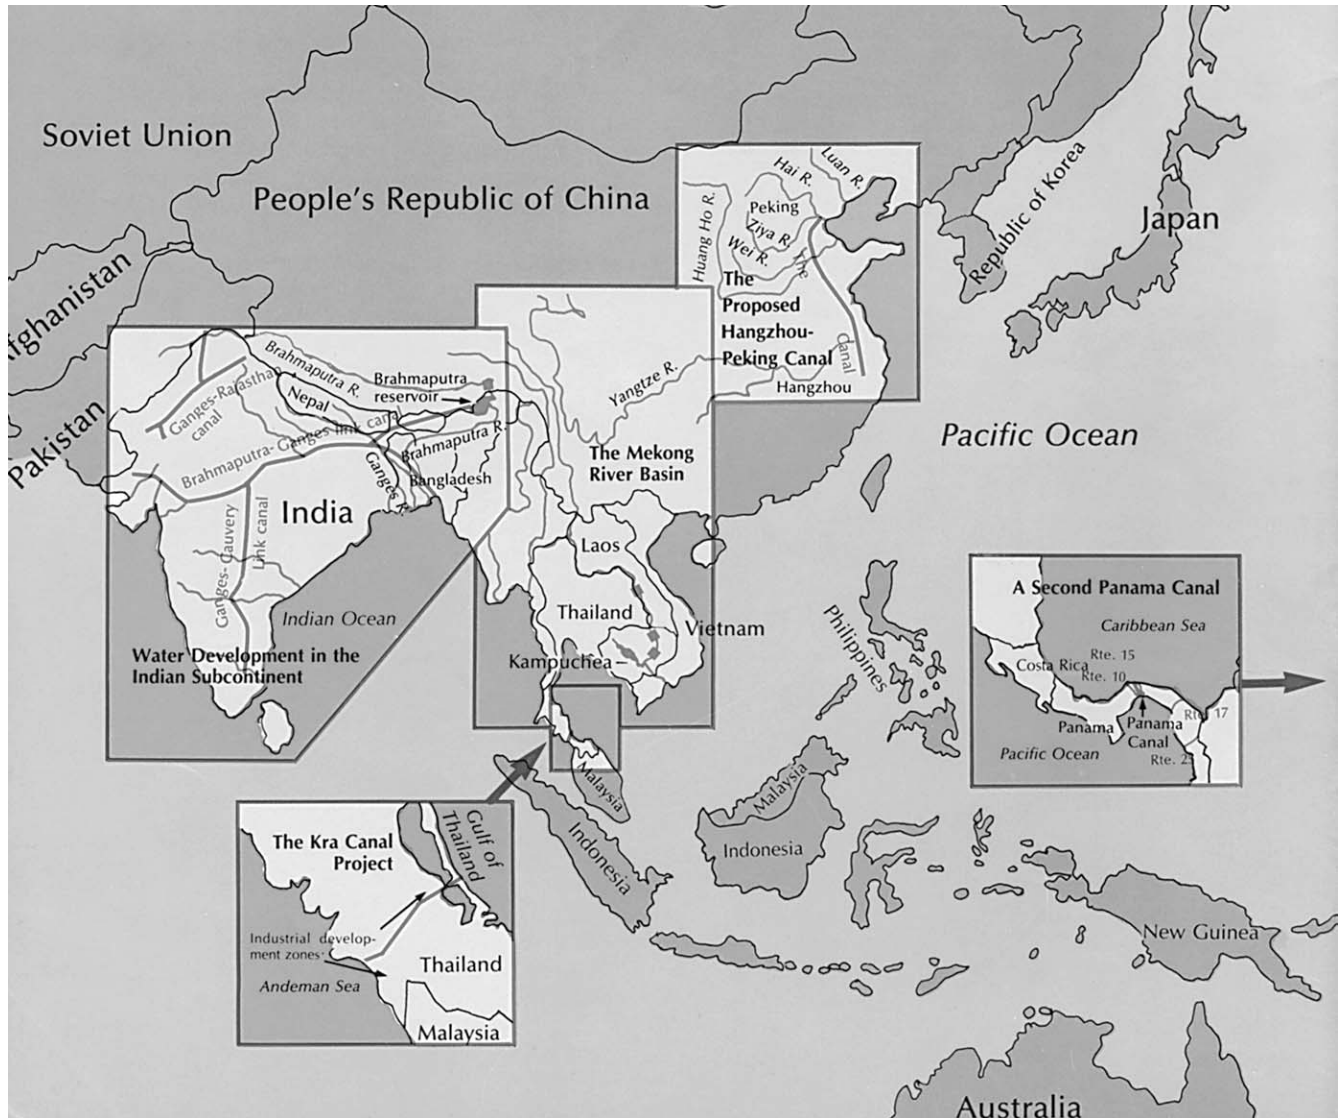 Soviet Union
People's Republic of China
Afghanistan
Pakistan
Republic of Korea
Japan
Luan R.
Hai R.
Peking
Ziya R.
Wei R.
Huang Ho R.
The
The
Proposed
Hangzhou-
Peking Canal
Canal
Hangzhou
Yangtze R.
Brahmaputra R.
Brahmaputra
reservoir
Nepal
Ganges-Rajasthan
canal
Brahmaputra-Ganges link canal
Brahmaputra R.
Bangladesh
Ganges R.
India
Ganges-Cauvery
Link canal
Indian Ocean
Water Development in the
Indian Subcontinent
The Mekong
River Basin
Laos
Thailand
Vietnam
Kampuchea
Pacific Ocean
Philippines
A Second Panama Canal
Caribbean Sea
Rte. 15
Costa Rica
Rte. 10
Panama
Panama
Canal
Rte. 17
Pacific Ocean
Malaysia
Malaysia
Indonesia
Indonesia
The Kra Canal
Project
Gulf of
Thailand
Industrial develop-
ment zones
Thailand
Andeman Sea
Malaysia
New Guinea
Australia